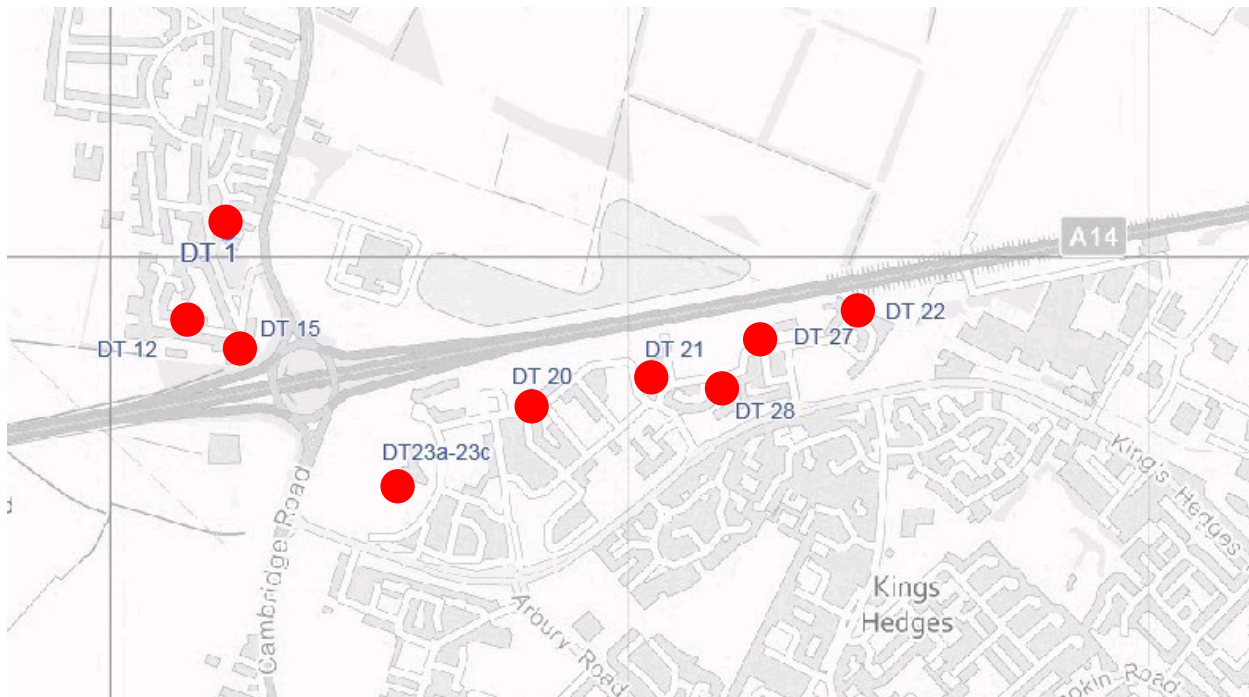 DT 1
A14
DT 15
DT 22
DT 12
DT 21
DT 27
DT 20
DT 28
DT23a-23c
King's Hedges
Cambridge Road
Kings
Hedges
Arbury Road
Road